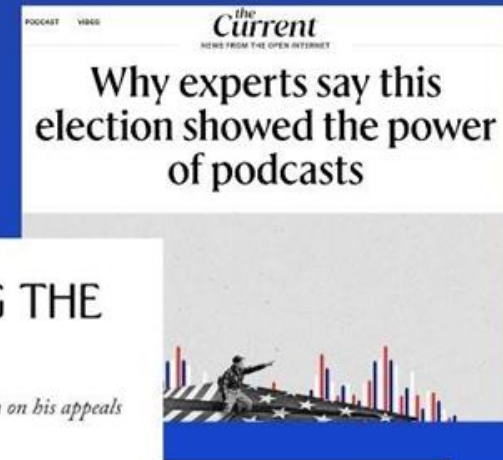 PODCAST VIDEO
the
Current
NEWS FROM THE OPEN INTERNET
Why experts say this
election showed the power
of podcasts
THE
on his appeals